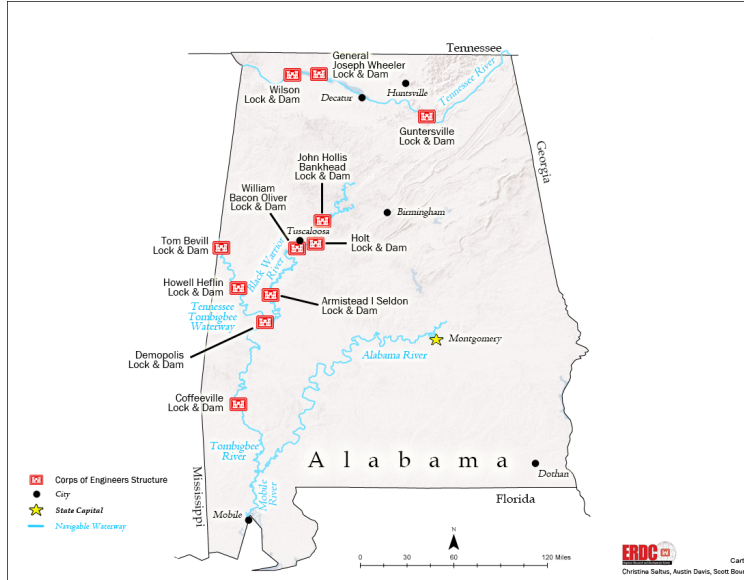 Tennessee
General
Joseph Wheeler
Lock & Dam
Wilson
Lock & Dam
Decatur
Huntsville
Tennessee River
Guntersville
Lock & Dam
Georgia
John Hollis
Bankhead
Lock & Dam
William
Bacon Oliver
Lock & Dam
Tuscaloosa
Birmingham
Holt
Lock & Dam
Tom Bevill
Lock & Dam
Black Warrior
River
Howell Heflin
Lock & Dam
Armistead I Seldon
Lock & Dam
Tennessee
Tombigbee
Waterway
Demopolis
Lock & Dam
Alabama River
Montgomery
Coffeeville
Lock & Dam
Tombigbee
River
Alabama
Dothan
Mississippi
Mobile
River
Florida
Mobile
Corps of Engineers Structure
City
State Capital
Navigable Waterway
N
0 30 60 120 Miles
ERDC
Cart
Christina Saltus, Austin Davis, Scott Bou